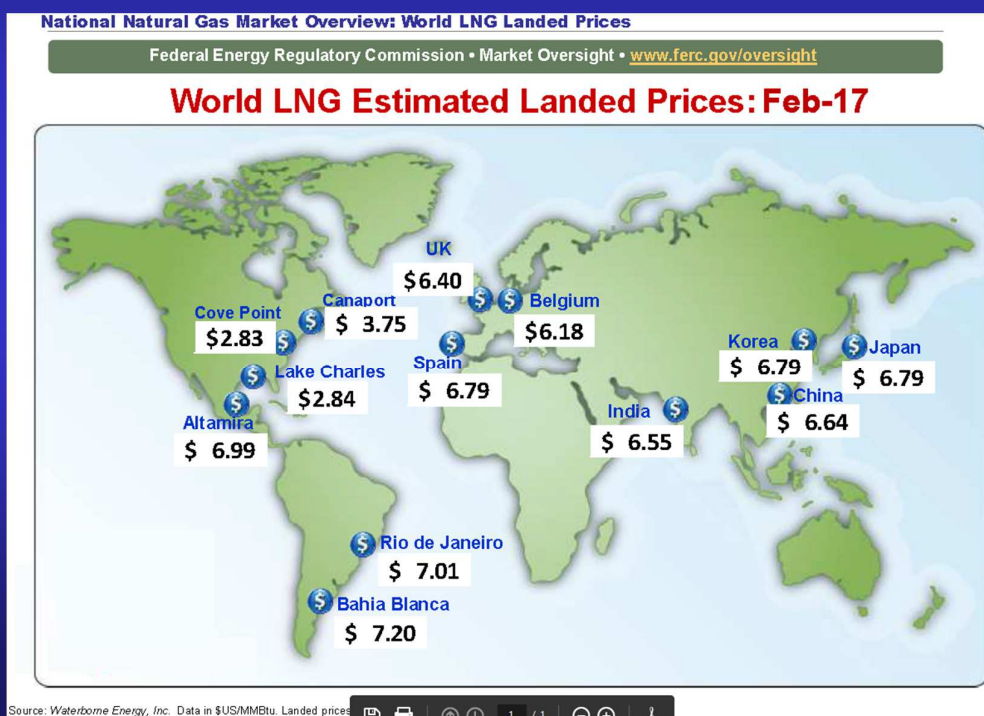 National Natural Gas Market Overview: World LNG Landed Prices
Federal Energy Regulatory Commission • Market Oversight • www.ferc.gov/oversight
World LNG Estimated Landed Prices: Feb-17
UK
$6.40
Belgium
$6.18
Canaport
$ 3.75
Cove Point
$2.83
Lake Charles
$2.84
Altamira
$ 6.99
Spain
$ 6.79
Korea
$ 6.79
Japan
$ 6.79
China
$ 6.64
India
$ 6.55
Rio de Janeiro
$ 7.01
Bahia Blanca
$ 7.20
Source: Waterborne Energy, Inc. Data in $US/MMBtu. Landed prices
1 / 1